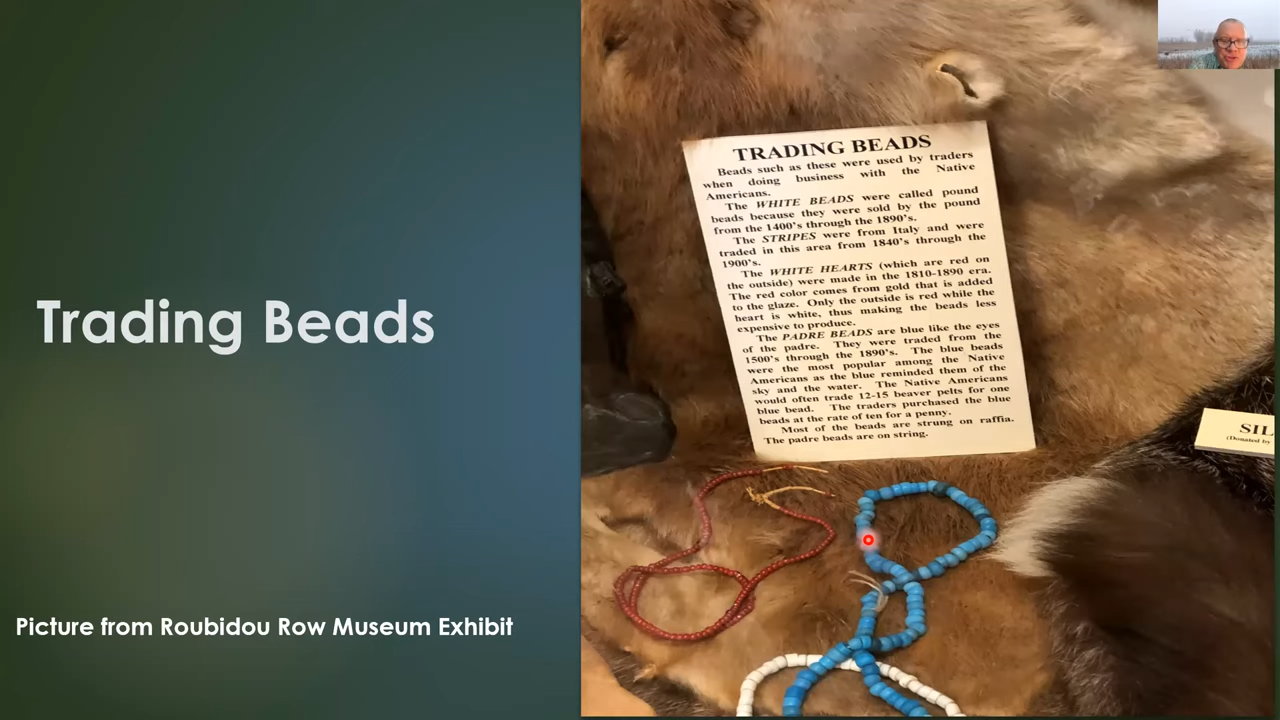 Trading Beads
Picture from Roubidou Row Museum Exhibit
TRADING BEADS
Beads such as these were used by traders
when doing business with the Native
Americans.
The WHITE BEADS were called pound
beads because they were sold by the pound
from the 1400's through the 1890's.
The STRIPES were from Italy and were
traded in this area from 1840's through the
1900's.
The WHITE HEARTS (which are red on
the outside) were made in the 1810-1890 era.
The red color comes from gold that is added
to the glaze. Only the outside is red while the
heart is white, thus making the beads less
expensive to produce.
The PADRE BEADS are blue like the eyes
of the padre. They were traded from the
1500's through the 1890's. The blue beads
were the most popular among the Native
Americans as the blue reminded them of the
sky and the water. The Native Americans
would often trade 12-15 beaver pelts for one
blue bead. The traders purchased the blue
beads at the rate of ten for a penny.
Most of the beads are strung on raffia.
The padre beads are on string.
SIL
(Donated by